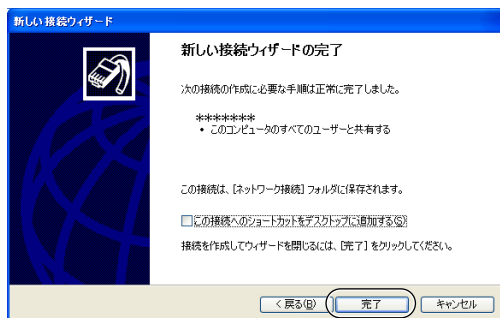 新しい接続ウィザード
新しい接続ウィザードの完了
次の接続の作成に必要な手順は正常に完了しました。
*******
• このコンピュータのすべてのユーザーと共有する
この接続は、[ネットワーク接続] フォルダに保存されます。
この接続へのショートカットをデスクトップに追加する(S)
接続を作成してウィザードを閉じるには、[完了] をクリックしてください。
< 戻る(B) 完了 キャンセル